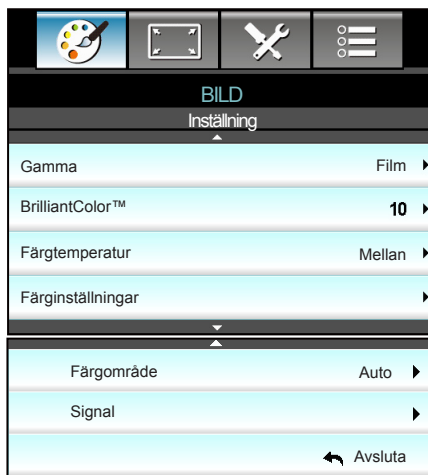 BILD
Inställning
Gamma Film
BrilliantColor™ 10
Färgtemperatur Mellan
Färginställningar
Färgområde Auto
Signal
Avsluta